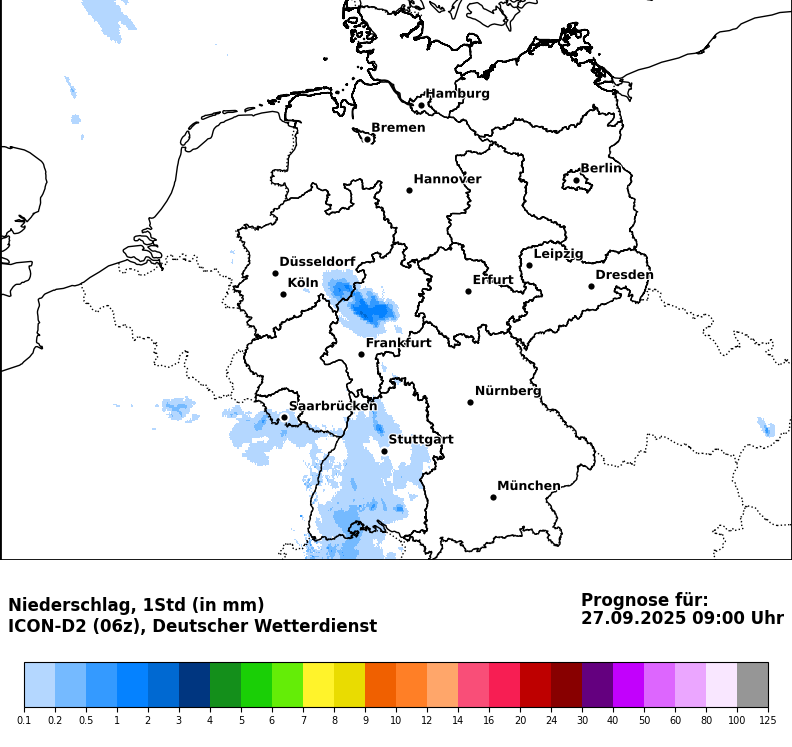 Hamburg
Bremen
Berlin
Hannover
Leipzig
Düsseldorf
Dresden
Köln
Erfurt
Frankfurt
Nürnberg
Saarbrücken
Stuttgart
München
Niederschlag, 1Std (in mm)
ICON-D2 (06z), Deutscher Wetterdienst
Prognose für:
27.09.2025 09:00 Uhr
0.1 0.2 0.5 1 2 3 4 5 6 7 8 9 10 12 14 16 20 24 30 40 50 60 80 100 125